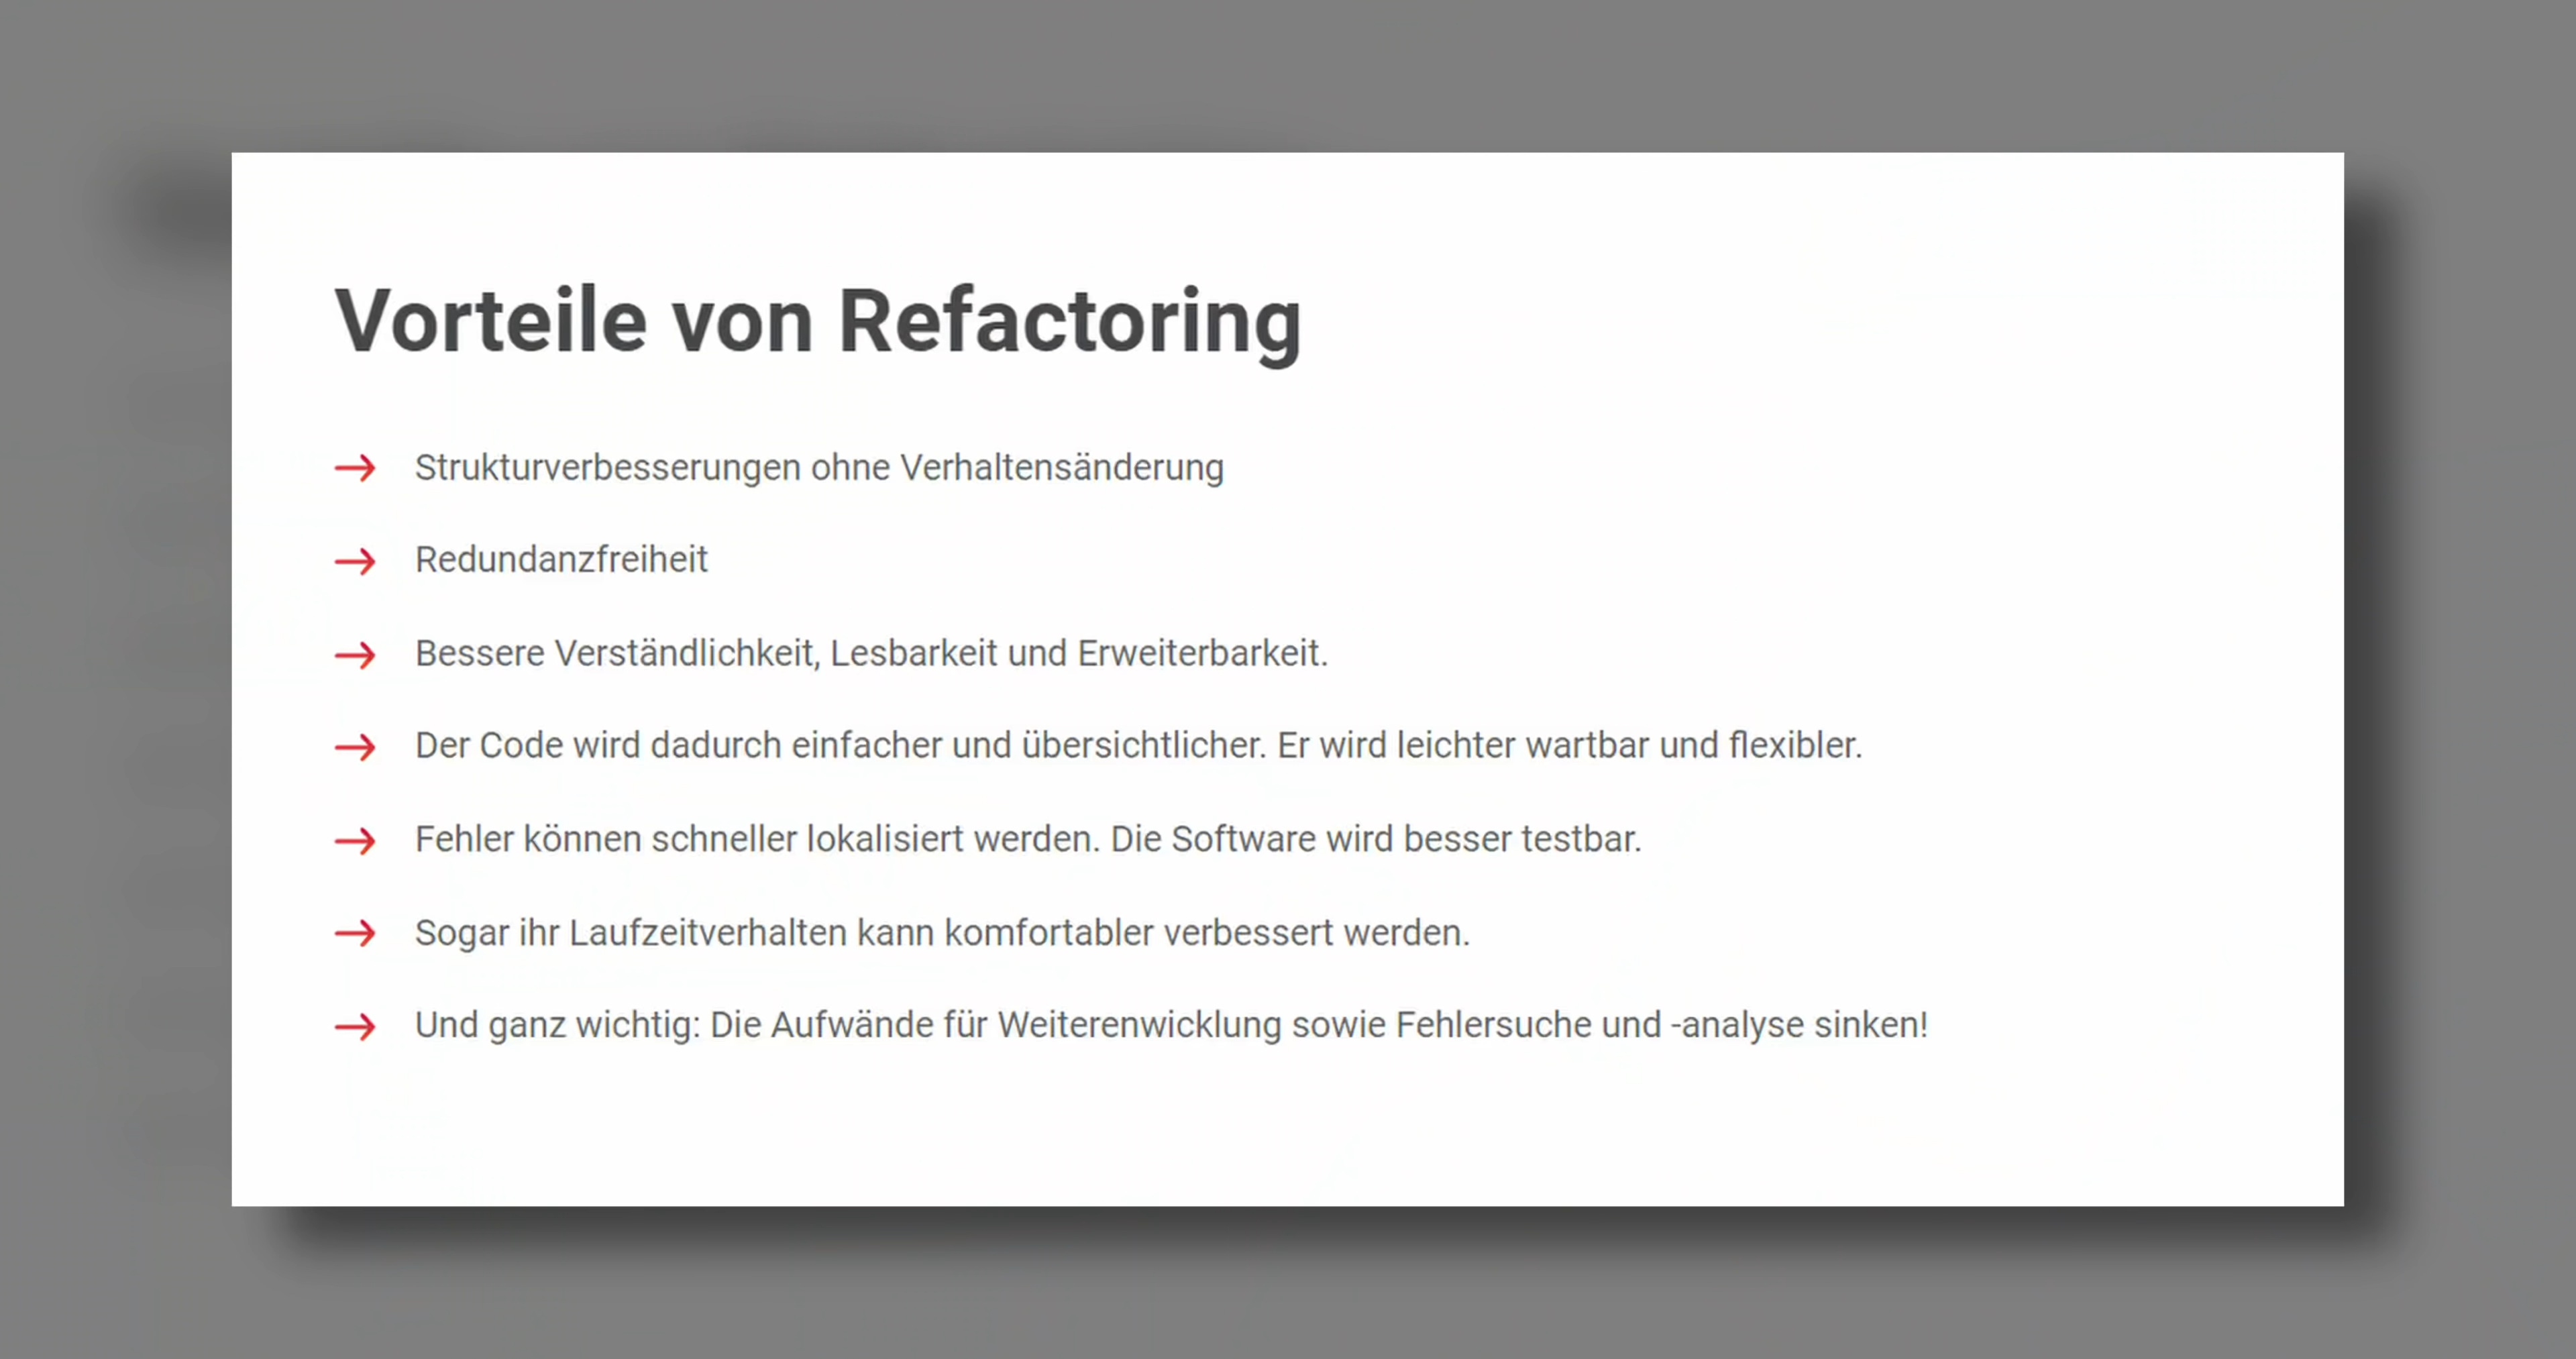 Vorteile von Refactoring
Strukturverbesserungen ohne Verhaltensänderung
Redundanzfreiheit
Bessere Verständlichkeit, Lesbarkeit und Erweiterbarkeit.
Der Code wird dadurch einfacher und übersichtlicher. Er wird leichter wartbar und flexibler.
Fehler können schneller lokalisiert werden. Die Software wird besser testbar.
Sogar ihr Laufzeitverhalten kann komfortabler verbessert werden.
Und ganz wichtig: Die Aufwände für Weiterenwicklung sowie Fehlersuche und -analyse sinken!